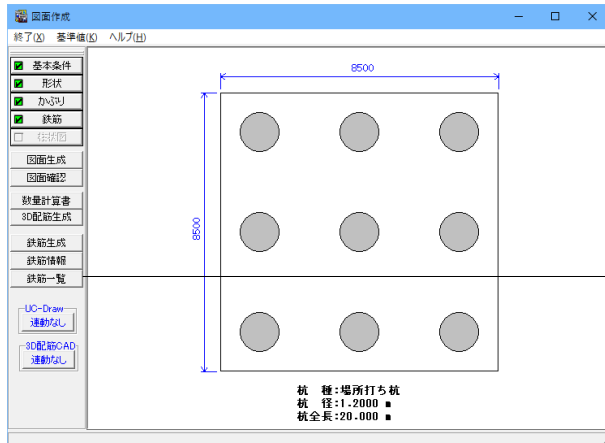 図面作成
終了(X) 基準値(K) ヘルプ(H)
基本条件
形状
かぶり
鉄筋
柱状図
図面生成
図面確認
数量計算書
3D配筋生成
鉄筋生成
鉄筋情報
鉄筋一覧
UC-Draw
連動なし
3D配筋CAD
連動なし
8500
8500
杭 種:場所打ち杭
杭 径:1.2000 m
杭全長:20.000 m